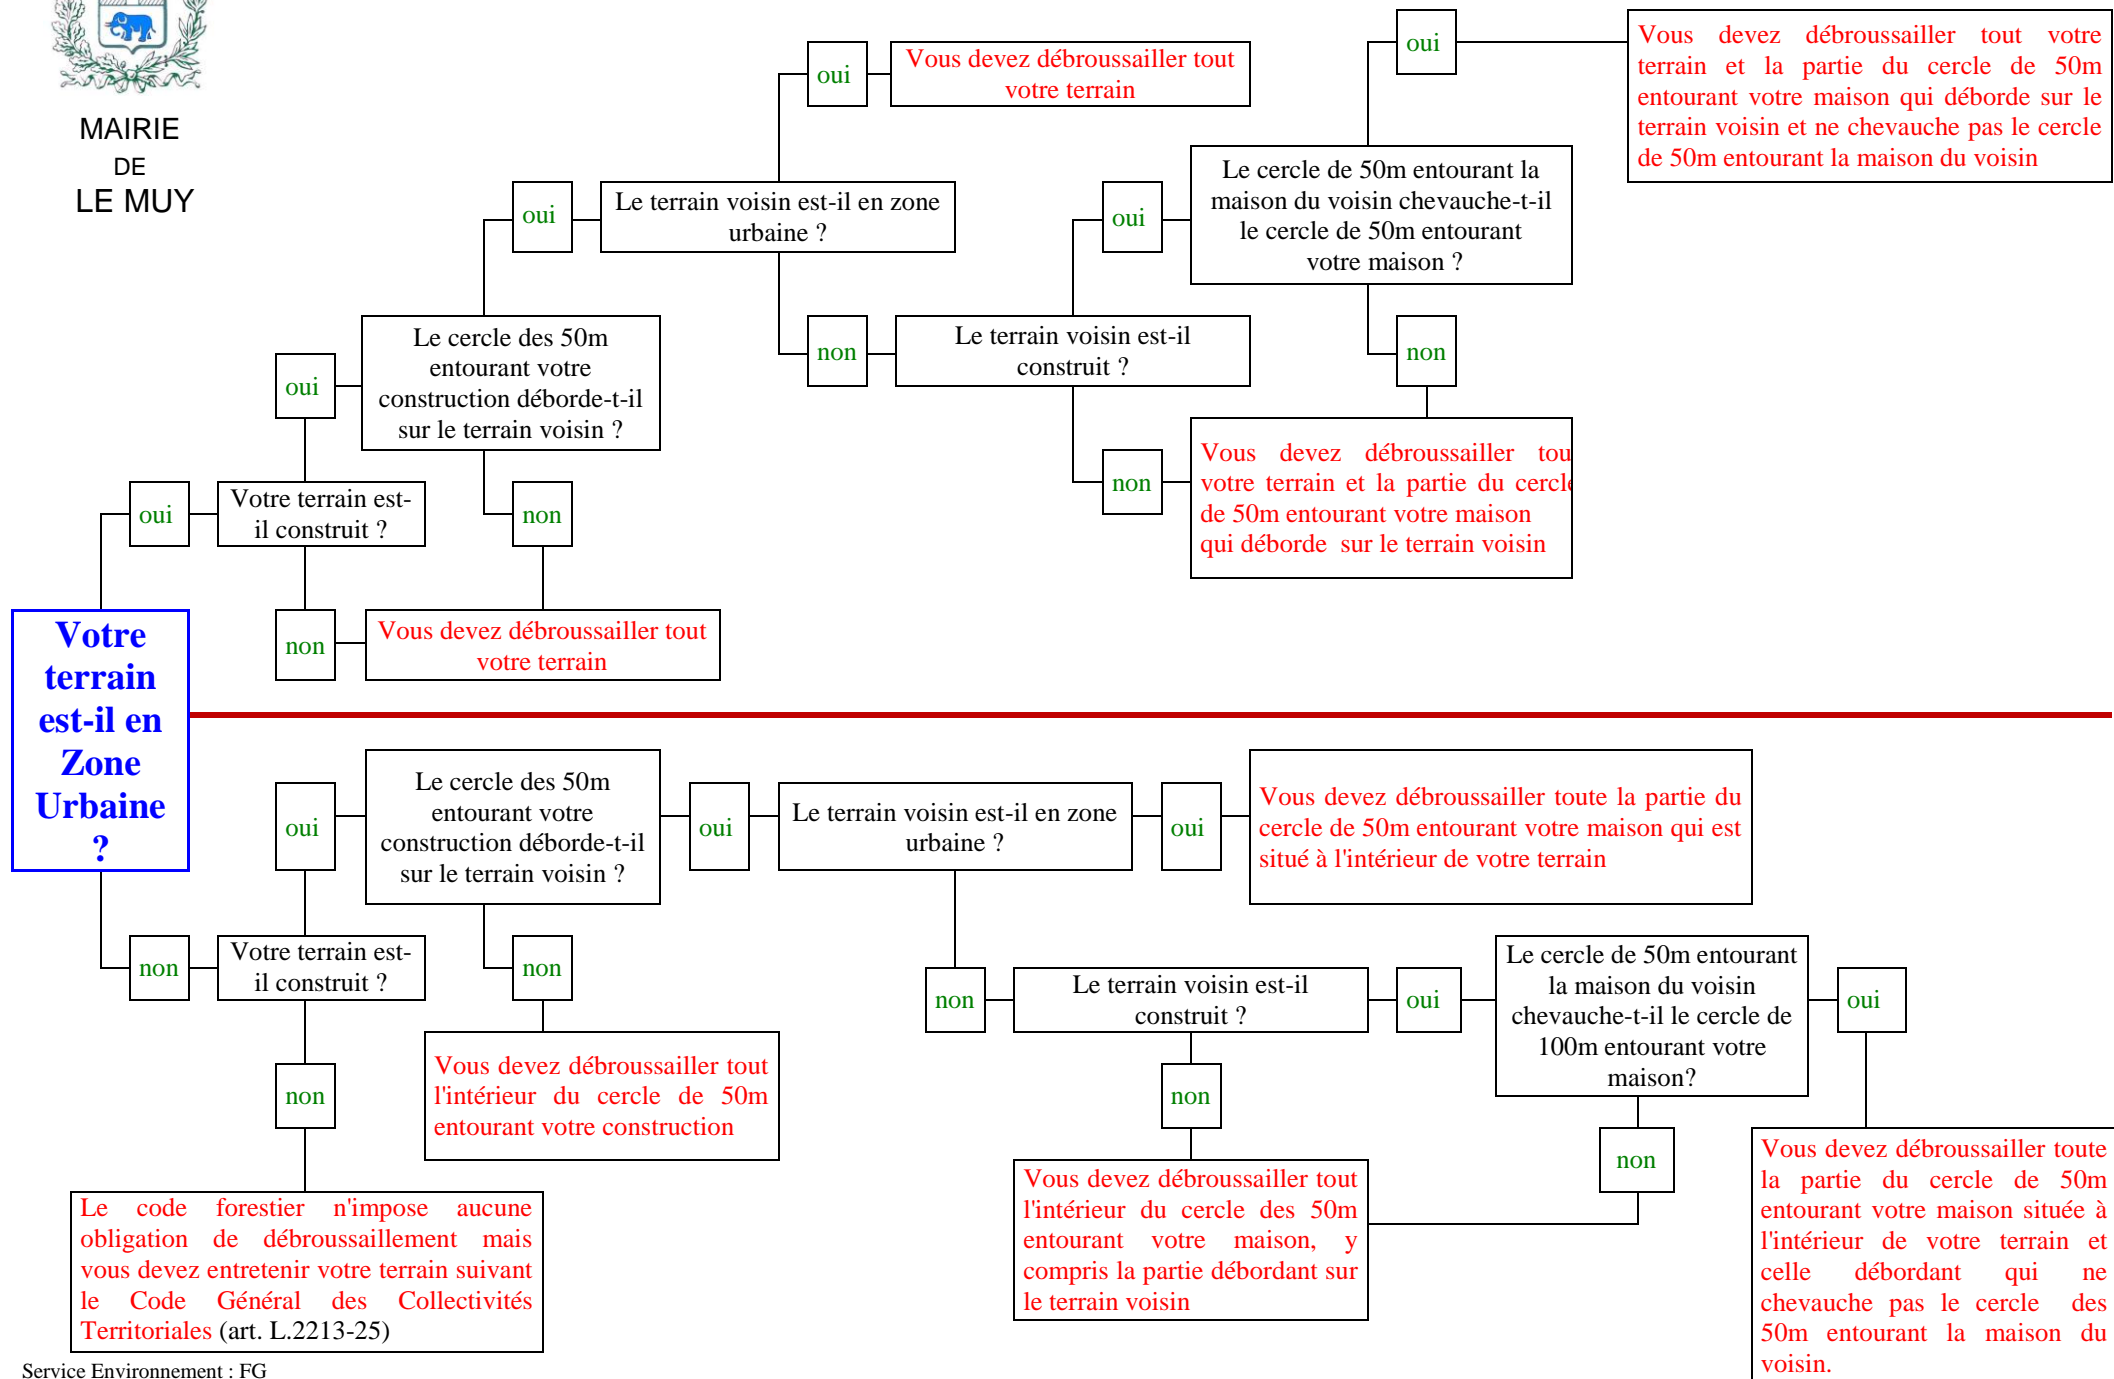 MAIRIE
DE
LE MUY
oui
Vous devez débroussailler tout votre
terrain et la partie du cercle de 50m
entourant votre maison qui déborde sur le
terrain voisin et ne chevauche pas le cercle
de 50m entourant la maison du voisin
oui
Vous devez débroussailler tout
votre terrain
Le cercle de 50m entourant la
maison du voisin chevauche-t-il
le cercle de 50m entourant
votre maison ?
oui
Le terrain voisin est-il en zone
urbaine ?
oui
non
Le terrain voisin est-il
construit ?
non
Le cercle des 50m
entourant votre
construction déborde-t-il
sur le terrain voisin ?
oui
non
Vous devez débroussailler tou
votre terrain et la partie du cercle
de 50m entourant votre maison
qui déborde sur le terrain voisin
oui
Votre terrain est-
il construit ?
non
non
Vous devez débroussailler tout
votre terrain
Votre
terrain
est-il en
Zone
Urbaine
?
oui
Le cercle des 50m
entourant votre
construction déborde-t-il
sur le terrain voisin ?
oui
Le terrain voisin est-il en zone
urbaine ?
oui
Vous devez débroussailler toute la partie du
cercle de 50m entourant votre maison qui est
situé à l'intérieur de votre terrain
non
Votre terrain est-
il construit ?
non
non
Le terrain voisin est-il
construit ?
oui
Le cercle de 50m entourant
la maison du voisin
chevauche-t-il le cercle de
100m entourant votre
maison?
oui
non
Vous devez débroussailler tout
l'intérieur du cercle de 50m
entourant votre construction
non
non
Le code forestier n'impose aucune
obligation de débroussaillement mais
vous devez entretenir votre terrain suivant
le Code Général des Collectivités
Territoriales (art. L.2213-25)
Vous devez débroussailler tout
l'intérieur du cercle des 50m
entourant votre maison, y
compris la partie débordant sur
le terrain voisin
Vous devez débroussailler toute
la partie du cercle de 50m
entourant votre maison située à
l'intérieur de votre terrain et
celle débordant qui ne
chevauche pas le cercle des
50m entourant la maison du
voisin.
Service Environnement : FG